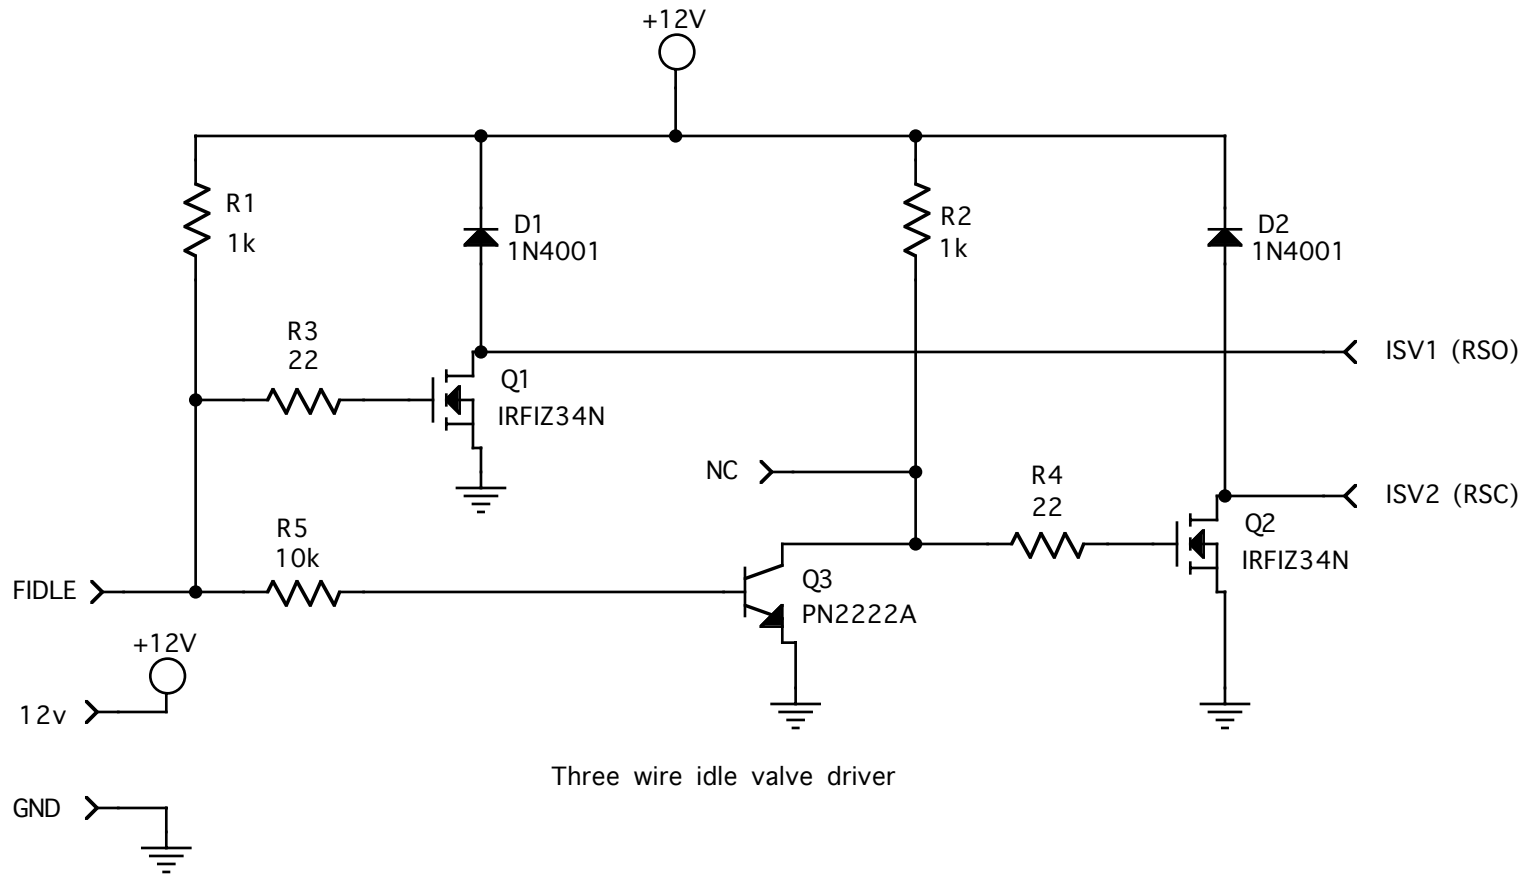 +12V
R1
1k
D1
1N4001
R2
1k
D2
1N4001
R3
22
ISV1 (RSO)
Q1
IRFIZ34N
NC
R4
22
ISV2 (RSC)
Q2
IRFIZ34N
R5
10k
FIDLE
Q3
PN2222A
+12V
12v
Three wire idle valve driver
GND